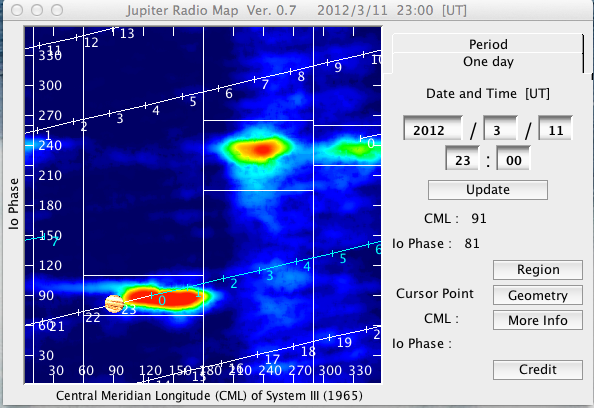 Jupiter Radio Map Ver. 0.7 2012/3/11 23:00 [UT]
Period
One day
Date and Time [UT]
2012 / 3 / 11
23 : 00
Update
CML : 91
Io Phase : 81
Region
Cursor Point
Geometry
CML :
More Info
Io Phase :
Credit
Io Phase
330
300
270
240
210
180
150
120
90
60
30
30 60 90 120 150 180 210 240 270 300 330
11 12 13
1 2 3 4 5 6 7 8 9 10
0
7
21 22 23 0 1 2 3 4 5 6
14 15 16 17 18 19 2
Central Meridian Longitude (CML) of System III (1965)